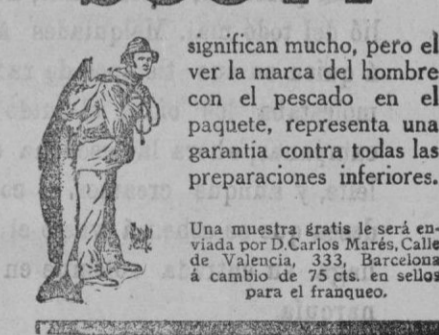 significan mucho, pero el
ver la marca del hombre
con el pescado en el
paquete, representa una
garantia contra todas las
preparaciones inferiores.
Una muestra gratis le será en-
viada por D. Carlos Marés, Calle
de Valencia, 333, Barcelona
á cambio de 75 cts. en sellos
para el franqueo.